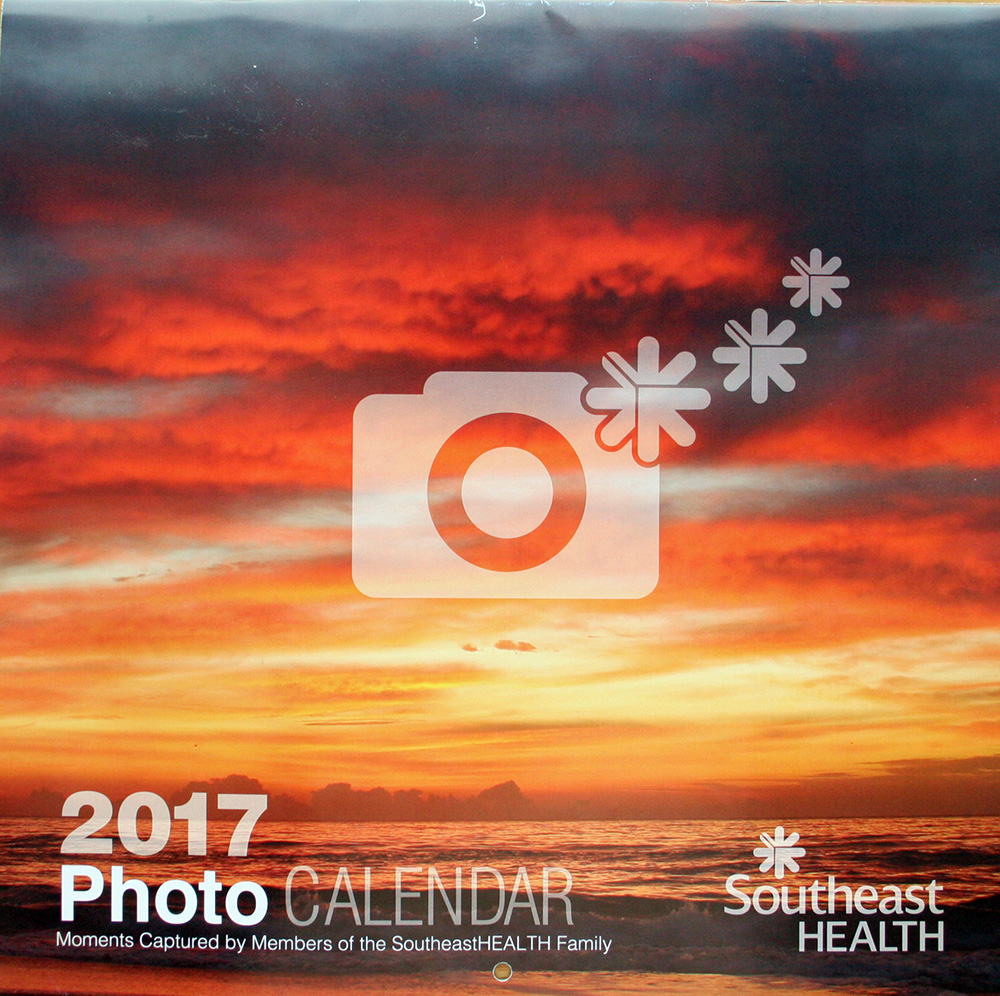 2017
Photo CALENDAR
Moments Captured by Members of the SoutheastHEALTH Family
Southeast
HEALTH